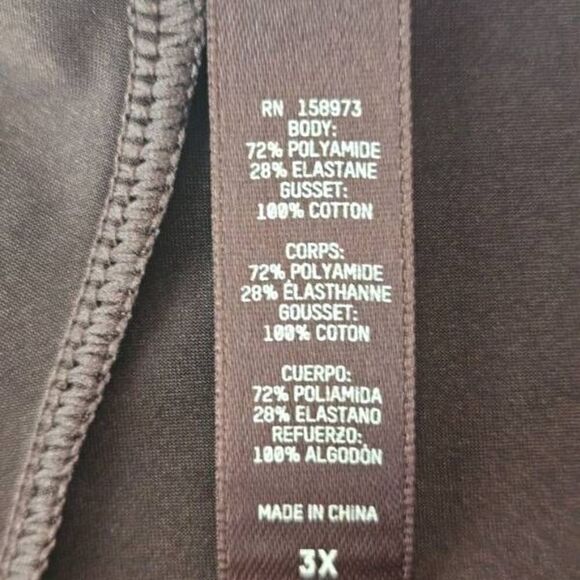 RN 158973
BODY:
72% POLYAMIDE
28% ELASTANE
GUSSET:
100% COTTON
CORPS:
72% POLYAMIDE
28% ÉLASTHANNE
GOUSSET:
100% COTON
CUERPO:
72% POLIAMIDA
28% ELASTANO
REFUERZO:
100% ALGODÓN
MADE IN CHINA
3X